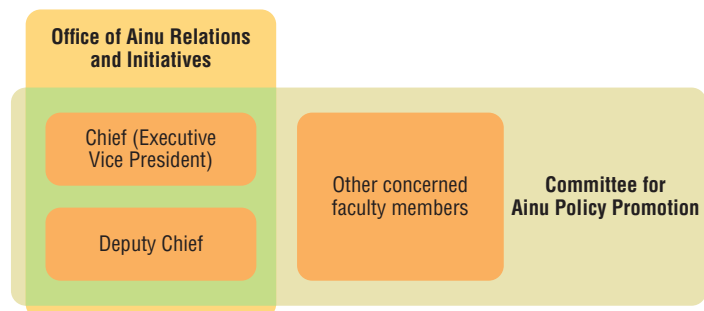 Office of Ainu Relations
and Initiatives
Chief (Executive
Vice President)
Deputy Chief
Other concerned
faculty members
Committee for
Ainu Policy Promotion